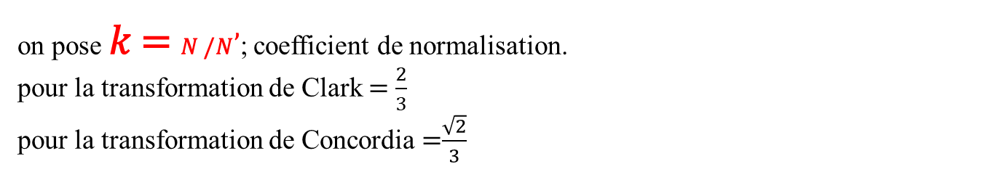 on pose k = N /N’; coefficient de normalisation.
pour la transformation de Clark = 2/3
pour la transformation de Concordia =√2/3